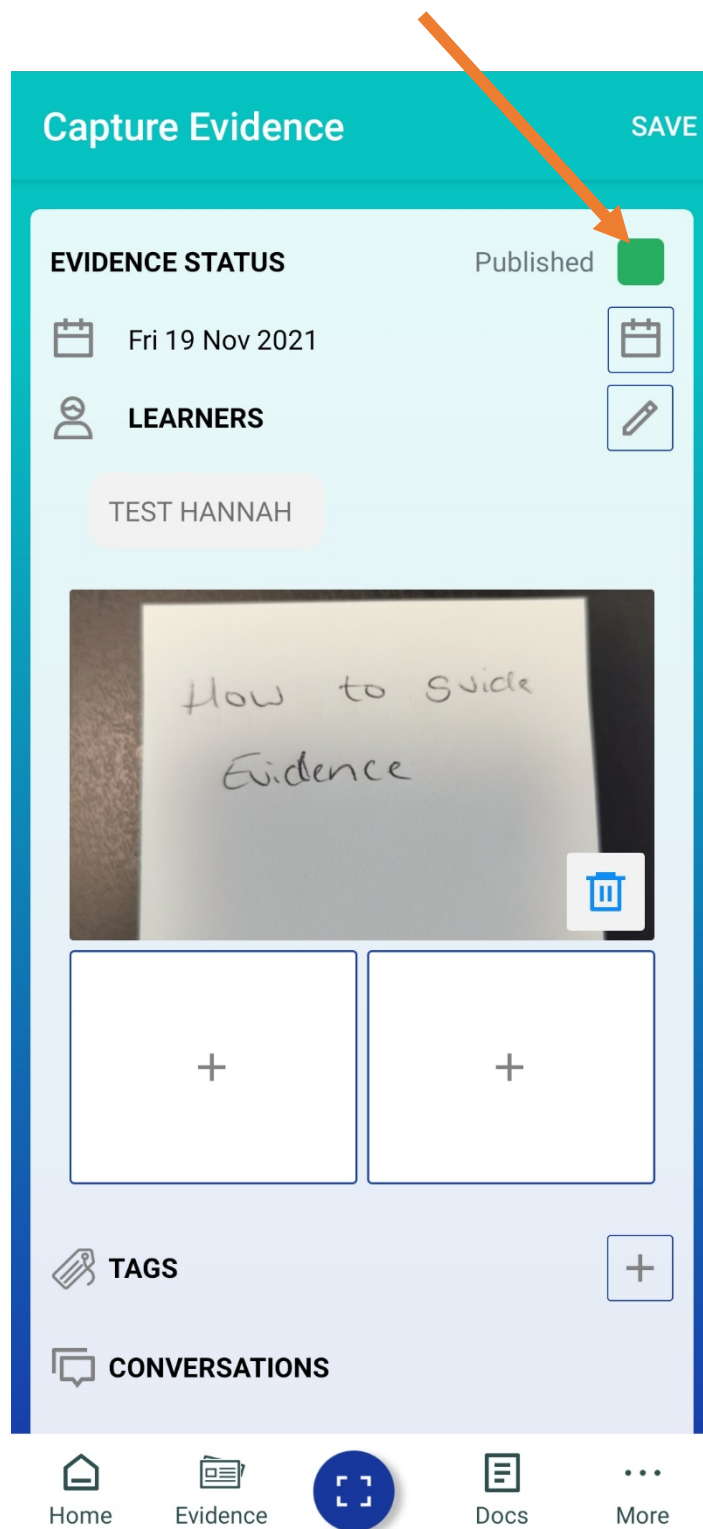 Capture Evidence SAVE
EVIDENCE STATUS Published
Fri 19 Nov 2021
LEARNERS
TEST HANNAH
How to guide
Evidence
TAGS
CONVERSATIONS
Home Evidence Docs More